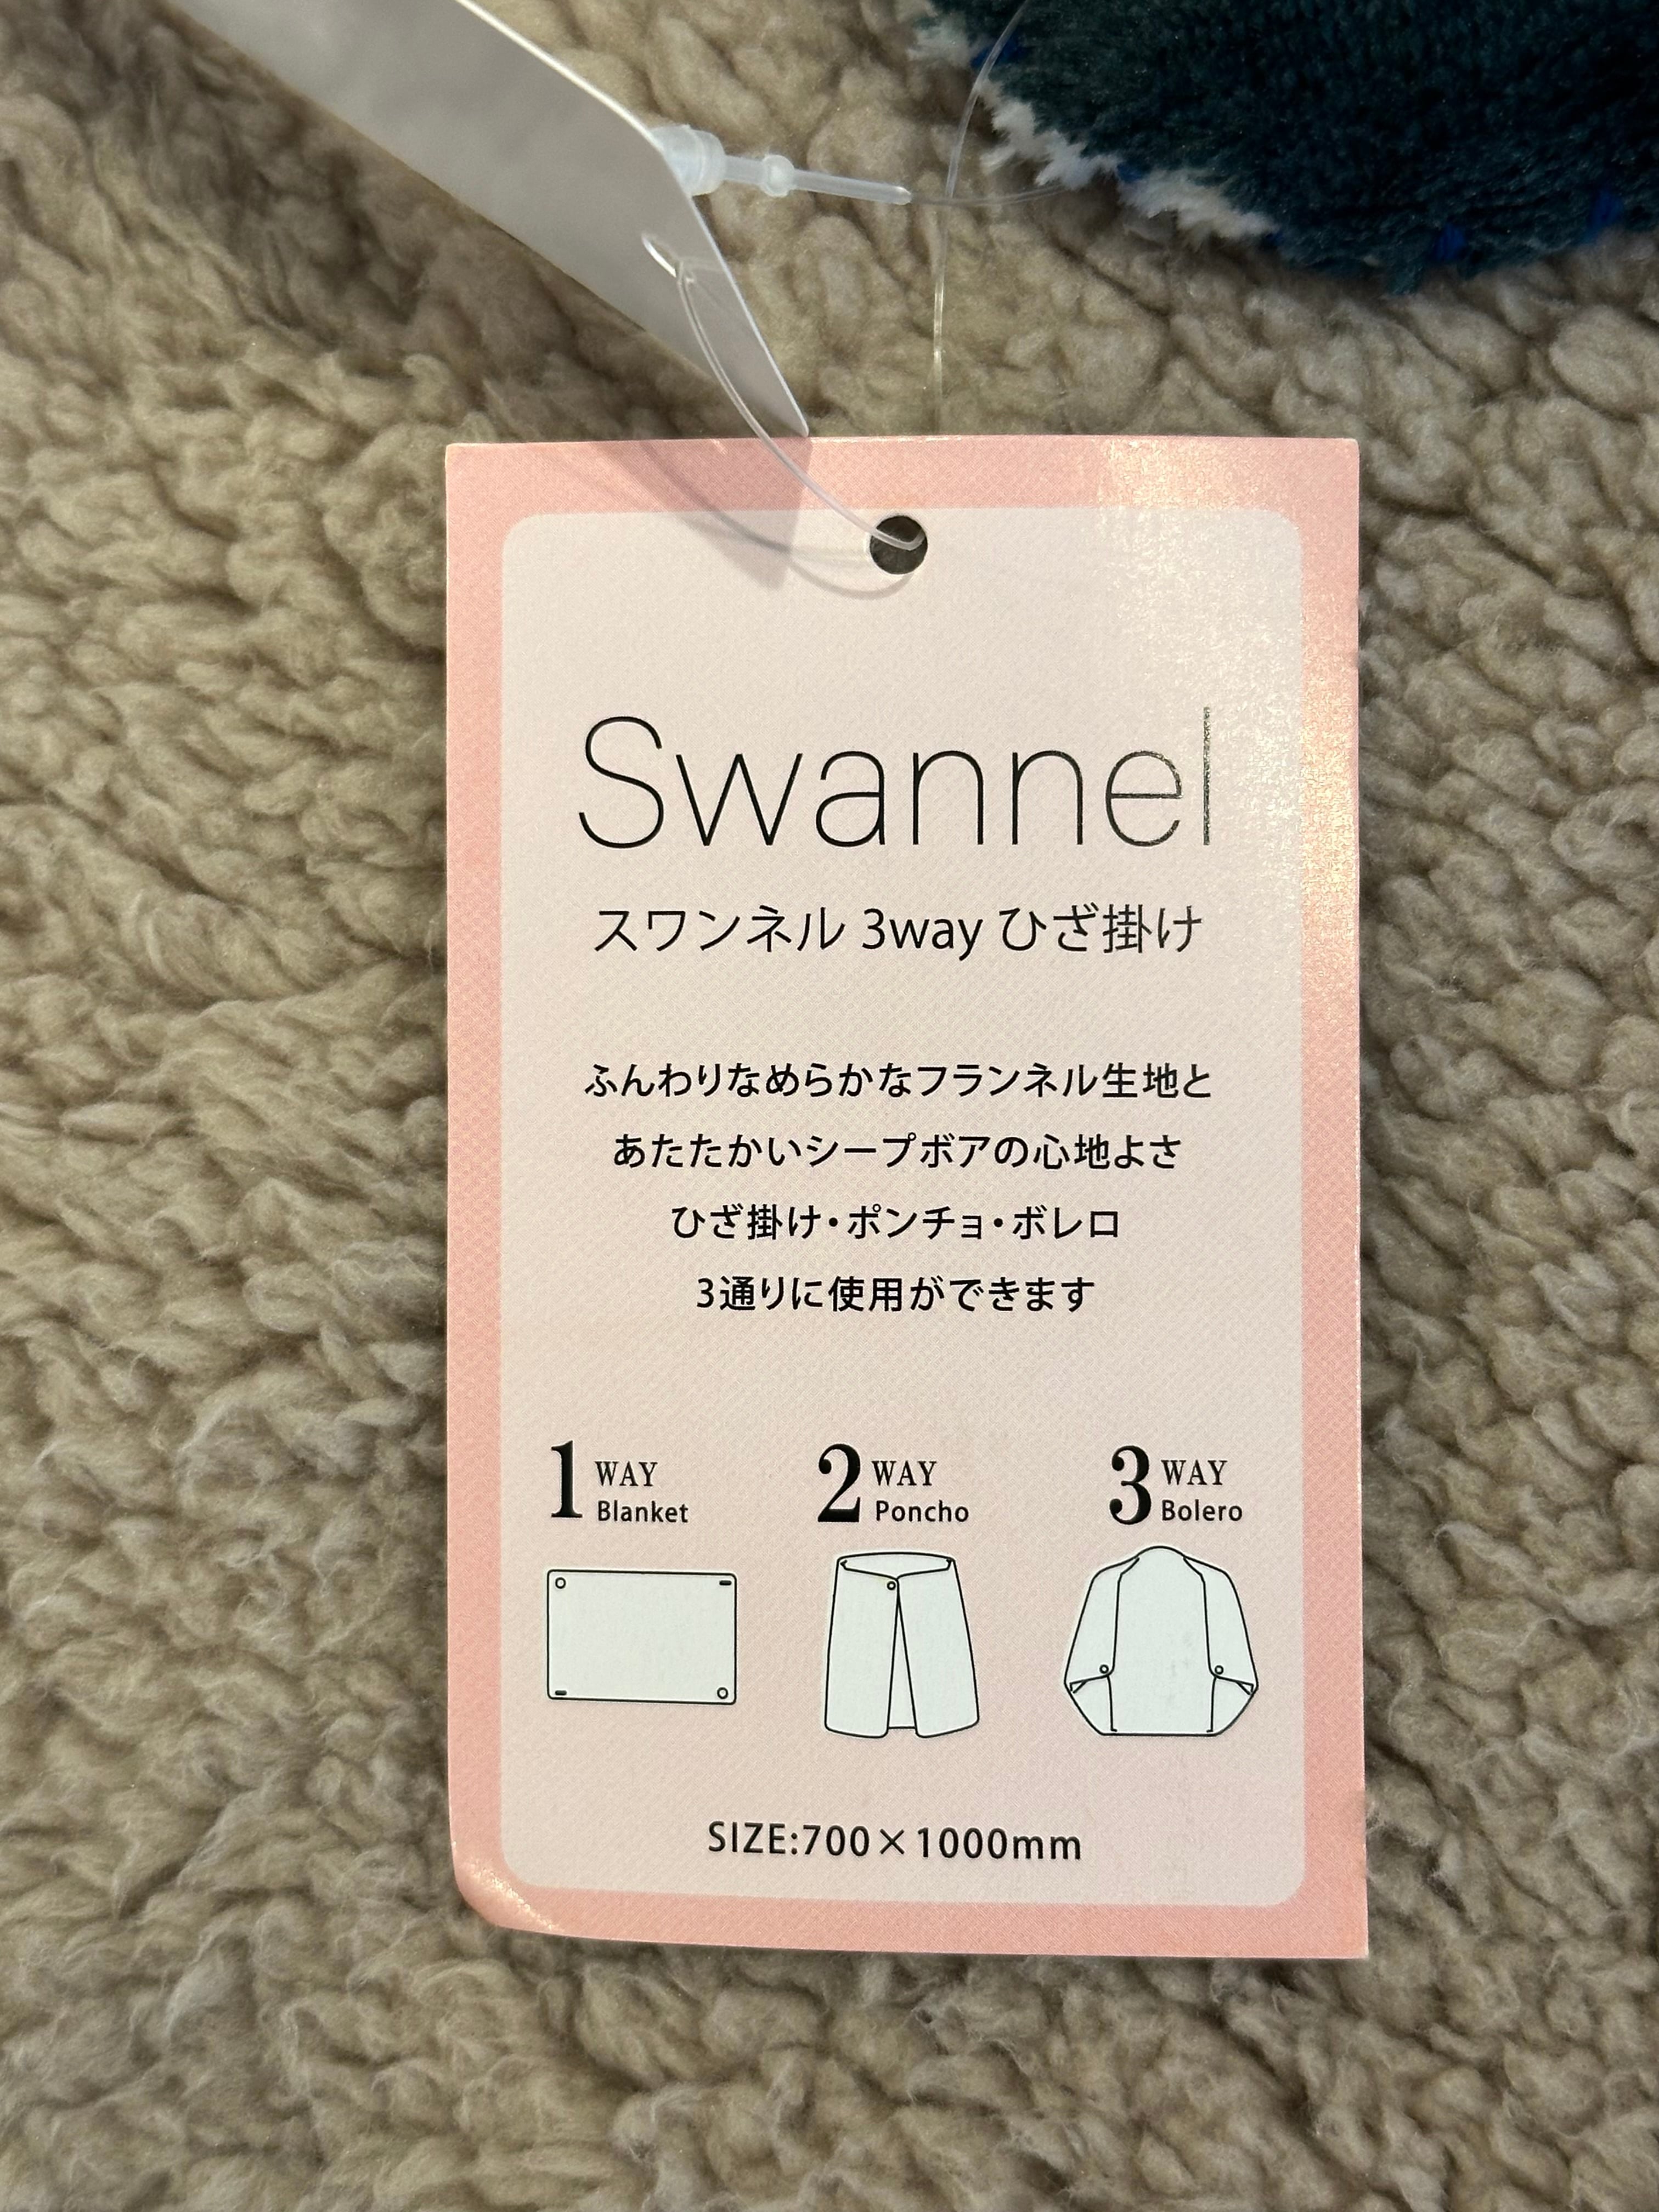 Swannel
スワンネル 3way ひざ掛け
ふんわりなめらかなフランネル生地と
あたたかいシープボアの心地よさ
ひざ掛け・ポンチョ・ボレロ
3通りに使用ができます
1 WAY Blanket
2 WAY Poncho
3 WAY Bolero
SIZE:700×1000mm